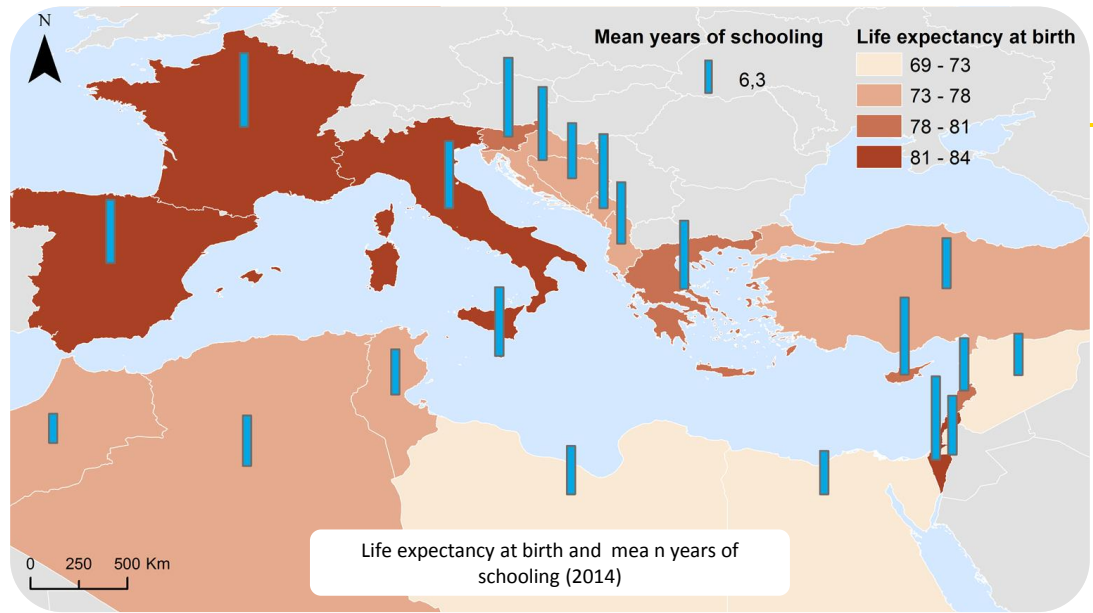 N
Mean years of schooling
6,3
Life expectancy at birth
69 - 73
73 - 78
78 - 81
81 - 84
0 250 500 Km
Life expectancy at birth and mea n years of
schooling (2014)